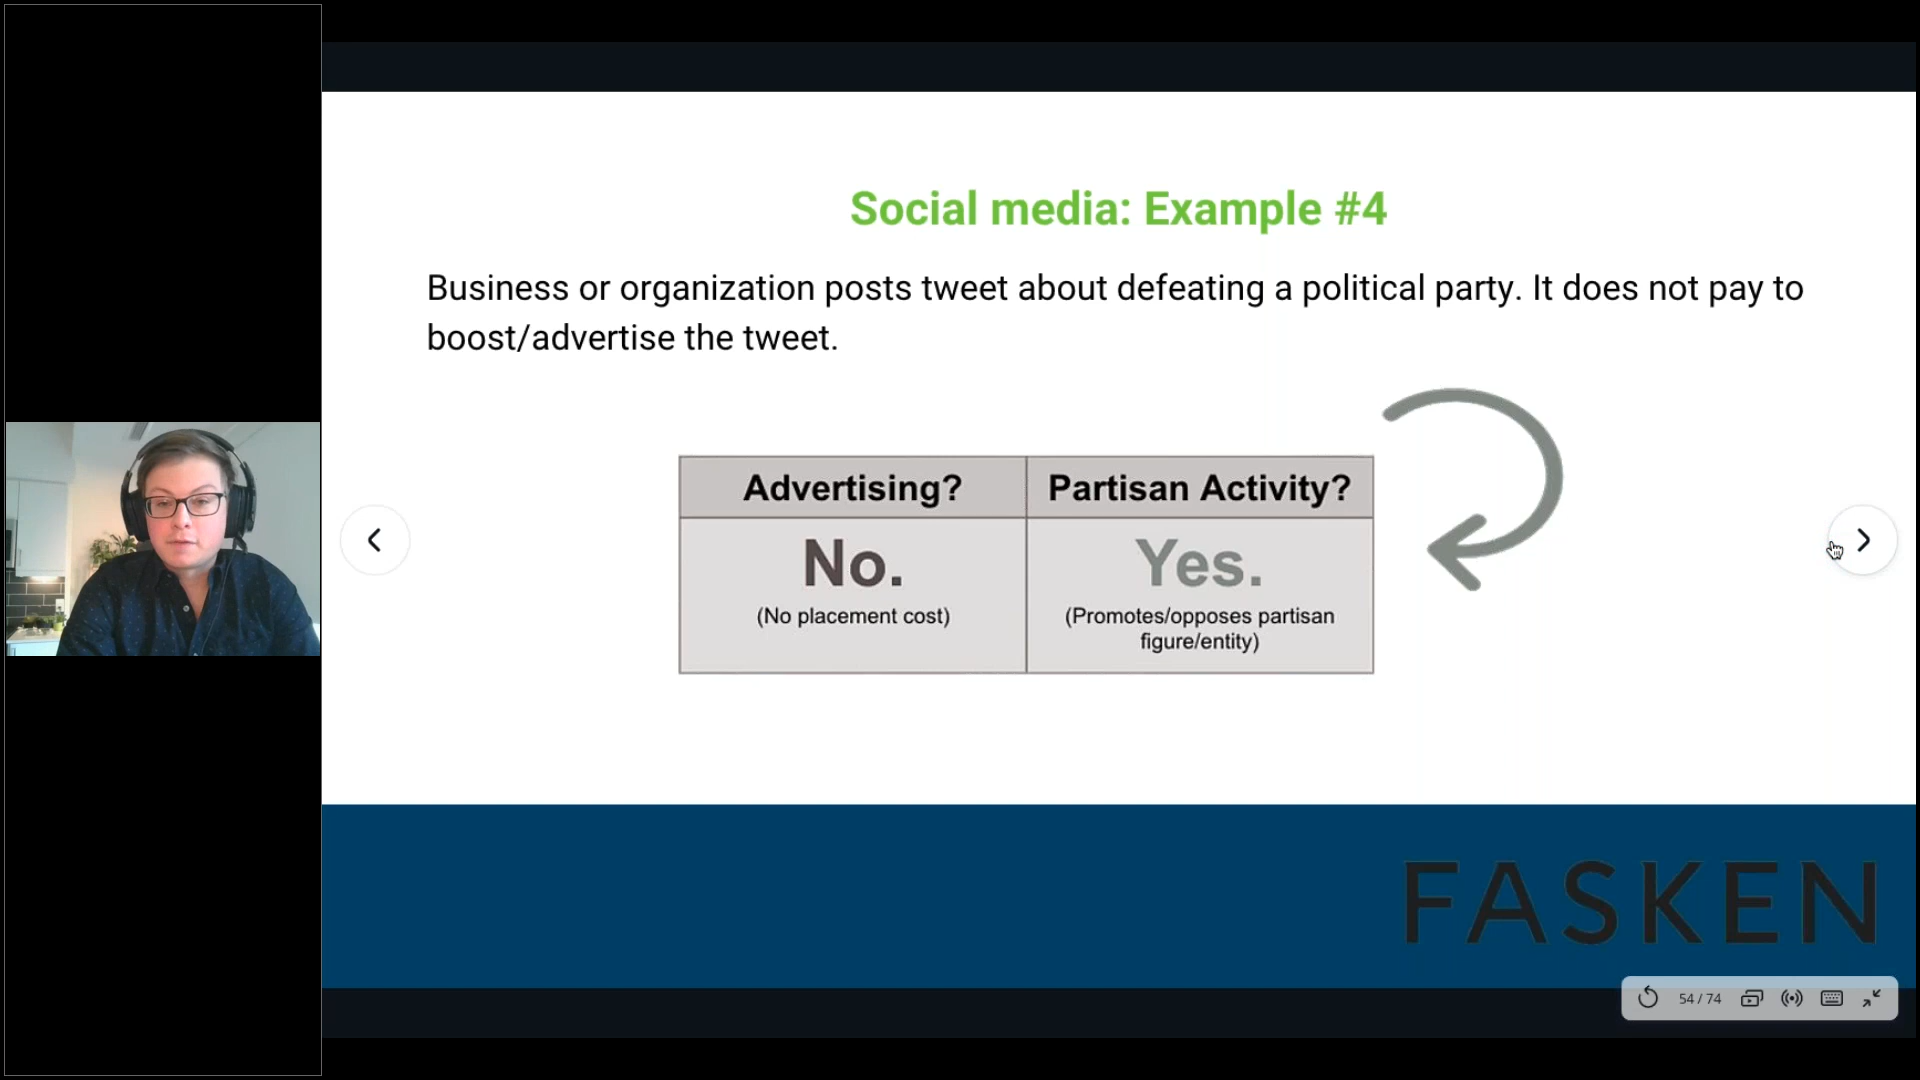 Social media: Example #4
Business or organization posts tweet about defeating a political party. It does not pay to
boost/advertise the tweet.
Advertising? Partisan Activity?
No. Yes.
(No placement cost) (Promotes/opposes partisan
figure/entity)
FASKEN
54 / 74